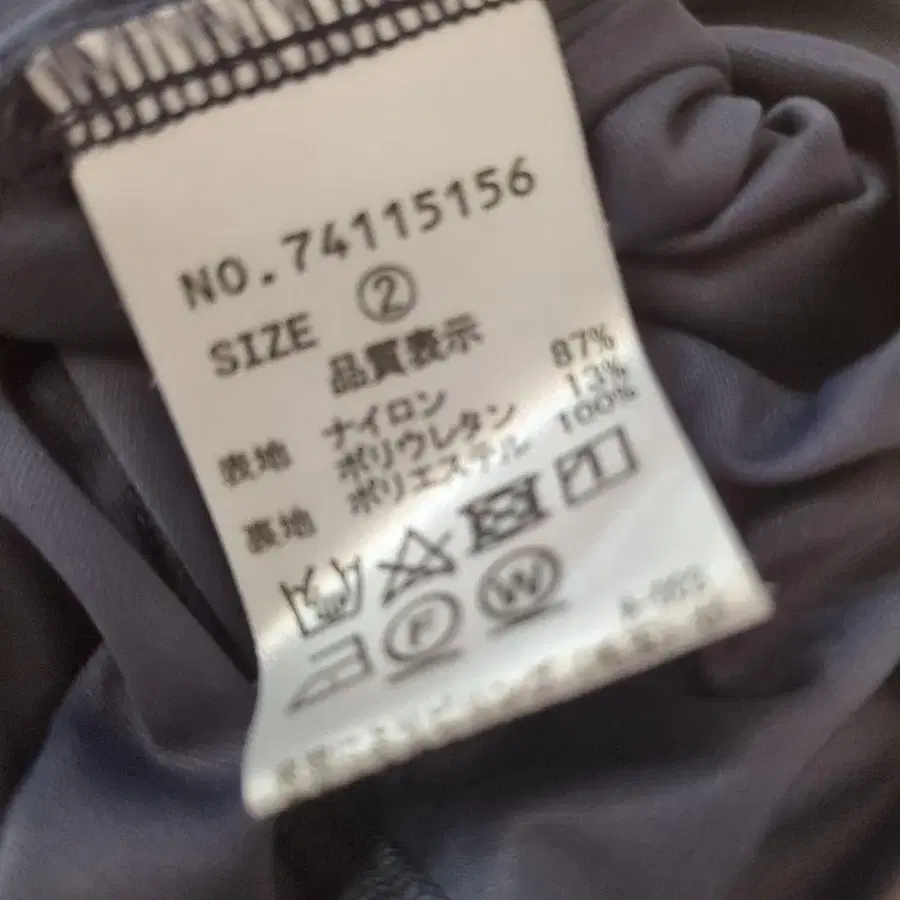 NO.74115156
SIZE ②
品質表示
表地 ナイロン 87%
ポリウレタン 13%
裏地 ポリエステル 100%
F W